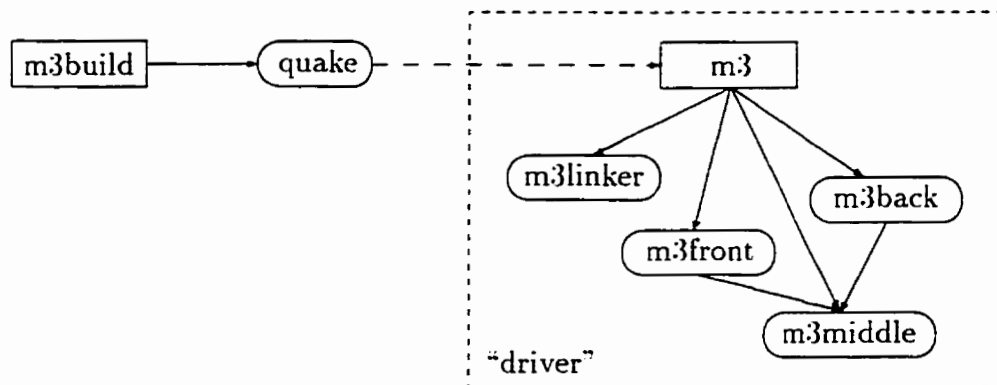 m3build
quake
m3
m3linker
m3back
m3front
m3middle
“driver”